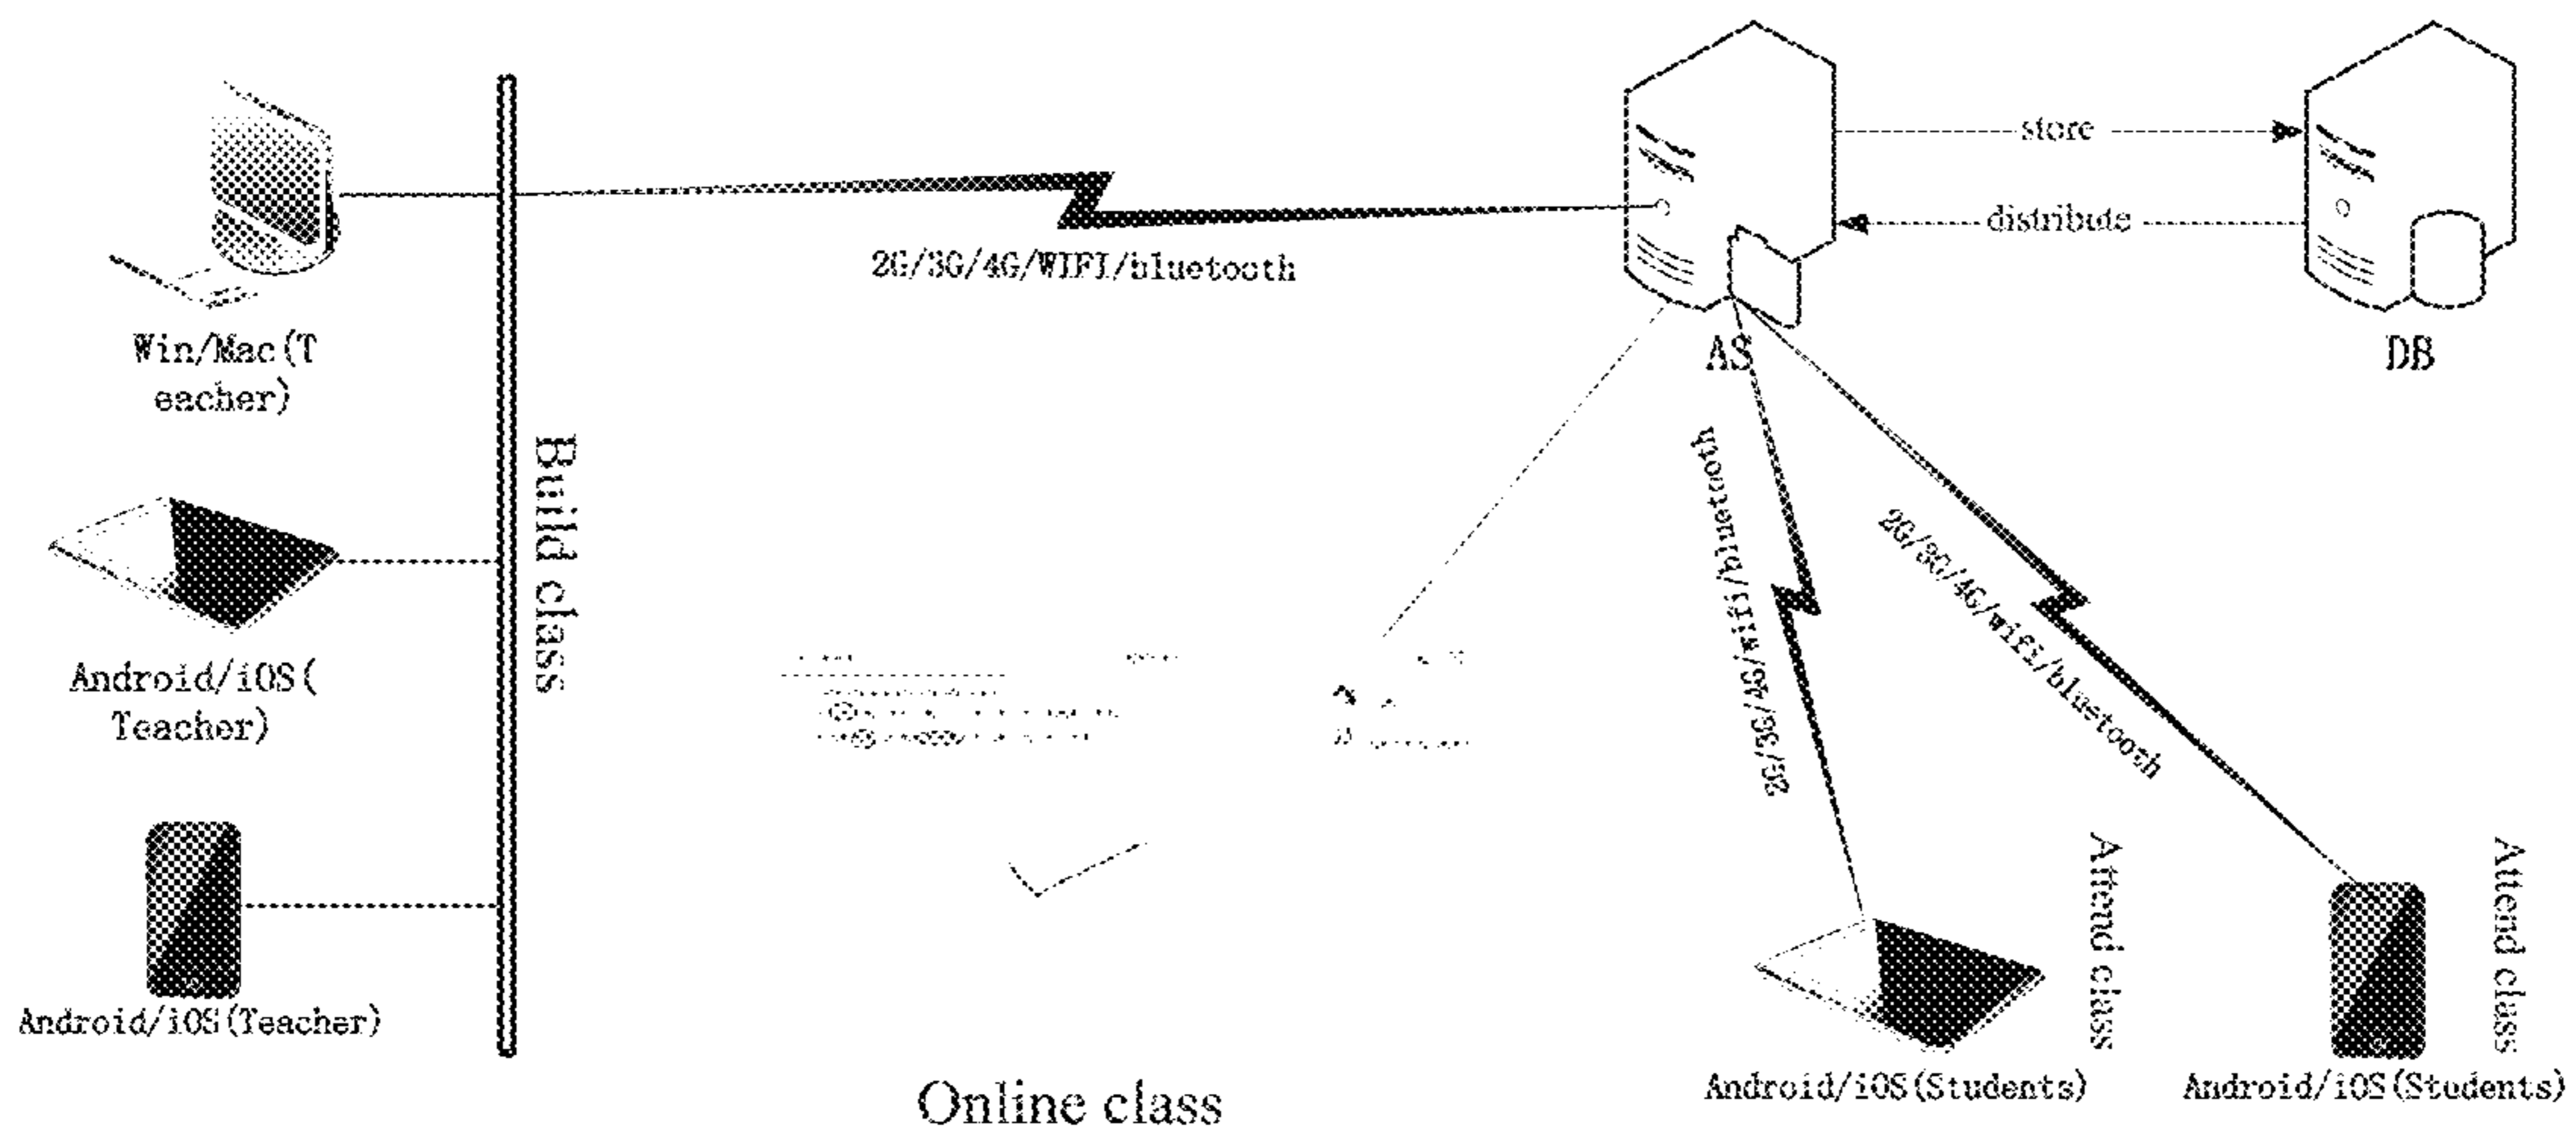 store
distribute
2G/3G/4G/WIFI/bluetooth
Win/Mac(T
eacher)
AS
DB
Build class
2G/3G/4G/wifi/bluetooth
2G/3G/4G/wifi/bluetooth
Android/iOS(
Teacher)
Attend class
Attend class
Android/iOS(Teacher)
Android/iOS(Students)
Android/iOS(Students)
Online class